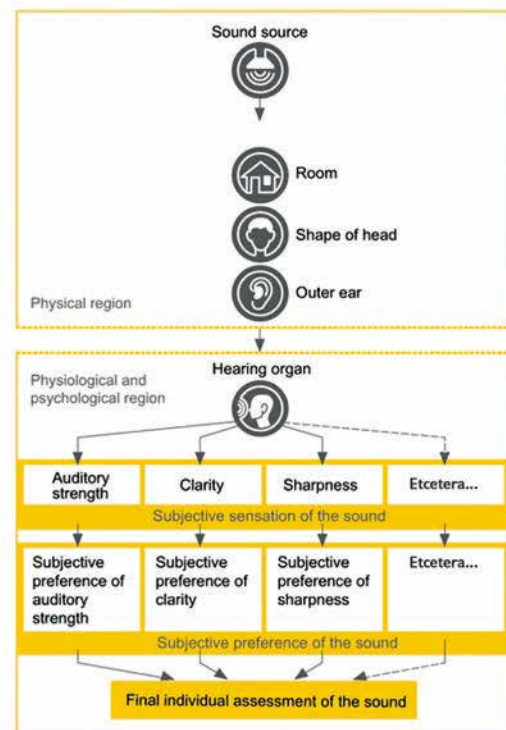 Sound source
Room
Shape of head
Outer ear
Physical region
Hearing organ
Physiological and
psychological region
Auditory
strength
Clarity
Sharpness
Etcetera...
Subjective sensation of the sound
Subjective
preference of
auditory
strength
Subjective
preference of
clarity
Subjective
preference of
sharpness
Etcetera...
Subjective preference of the sound
Final individual assessment of the sound